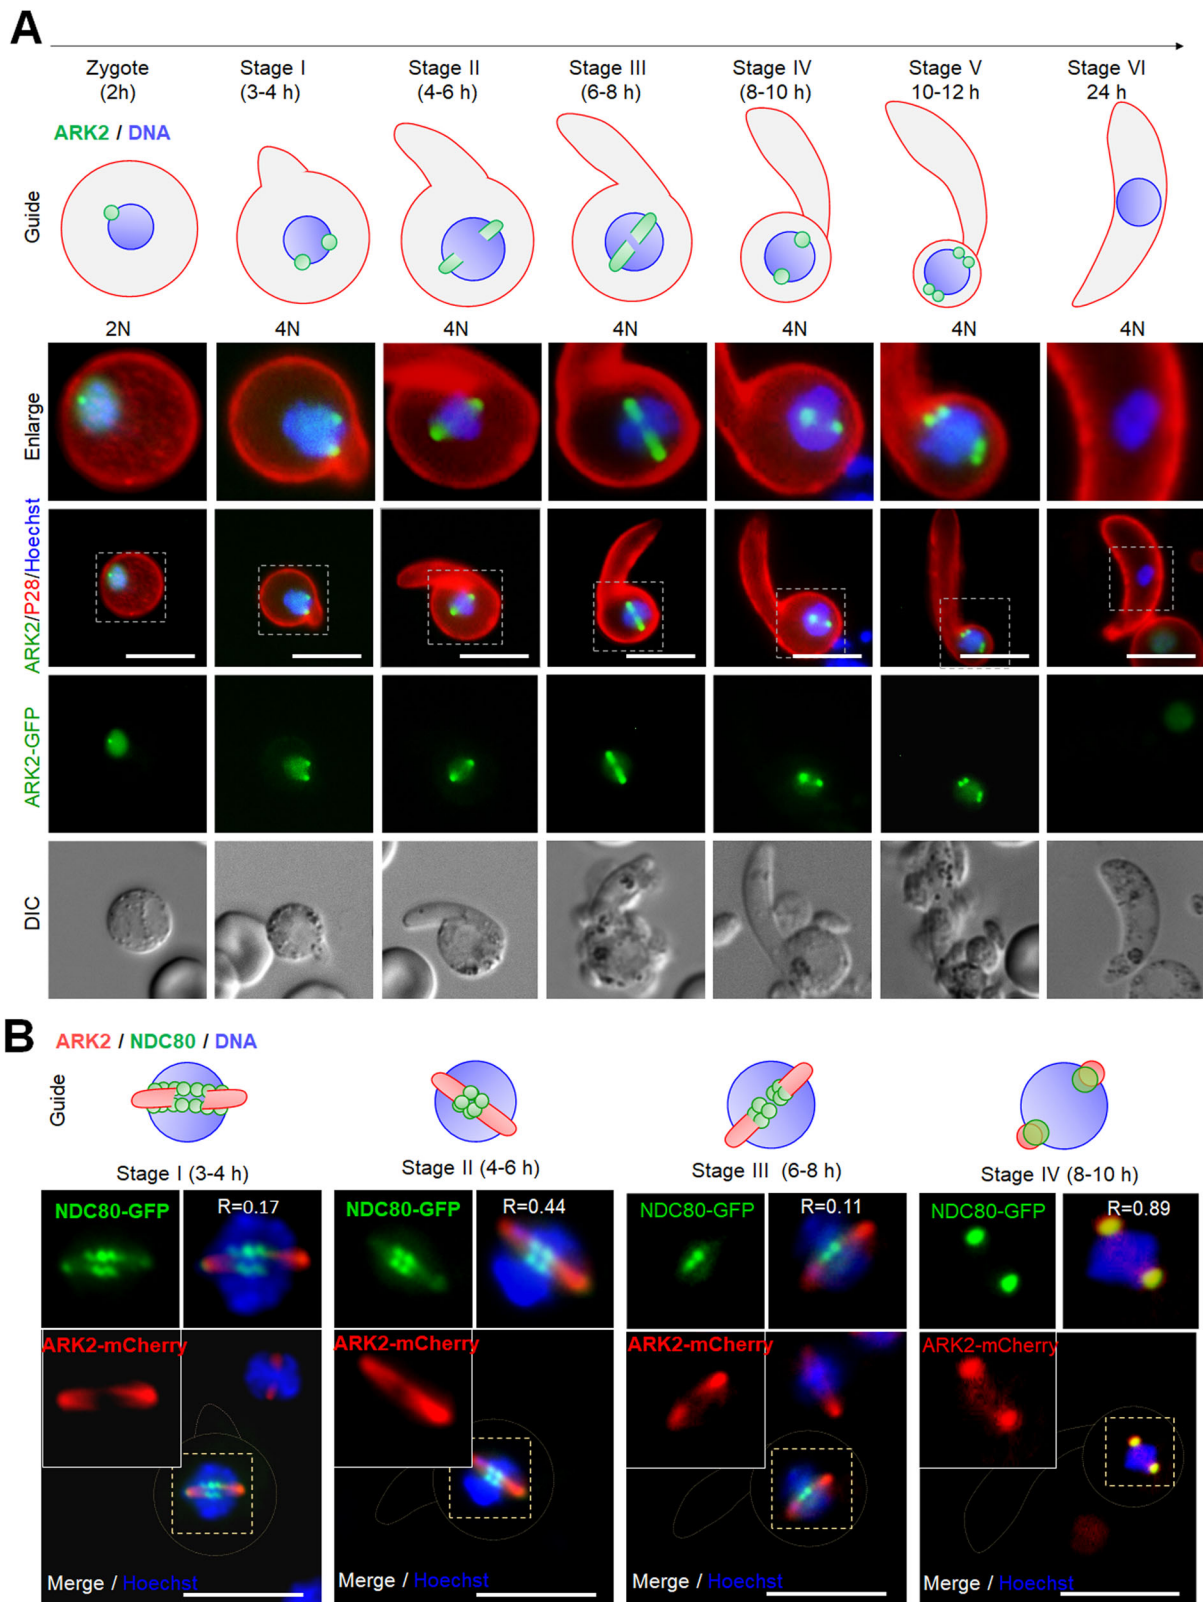 A
Zygote
(2h)
Stage I
(3-4 h)
Stage II
(4-6 h)
Stage III
(6-8 h)
Stage IV
(8-10 h)
Stage V
10-12 h
Stage VI
24 h
ARK2 / DNA
Guide
2N
4N
4N
4N
4N
4N
4N
Enlarge
ARK2/P28/Hoechst
ARK2-GFP
DIC
B
ARK2 / NDC80 / DNA
Guide
Stage I (3-4 h)
Stage II (4-6 h)
Stage III (6-8 h)
Stage IV (8-10 h)
NDC80-GFP
R=0.17
NDC80-GFP
R=0.44
NDC80-GFP
R=0.11
NDC80-GFP
R=0.89
ARK2-mCherry
ARK2-mCherry
ARK2-mCherry
ARK2-mCherry
Merge / Hoechst
Merge / Hoechst
Merge / Hoechst
Merge / Hoechst